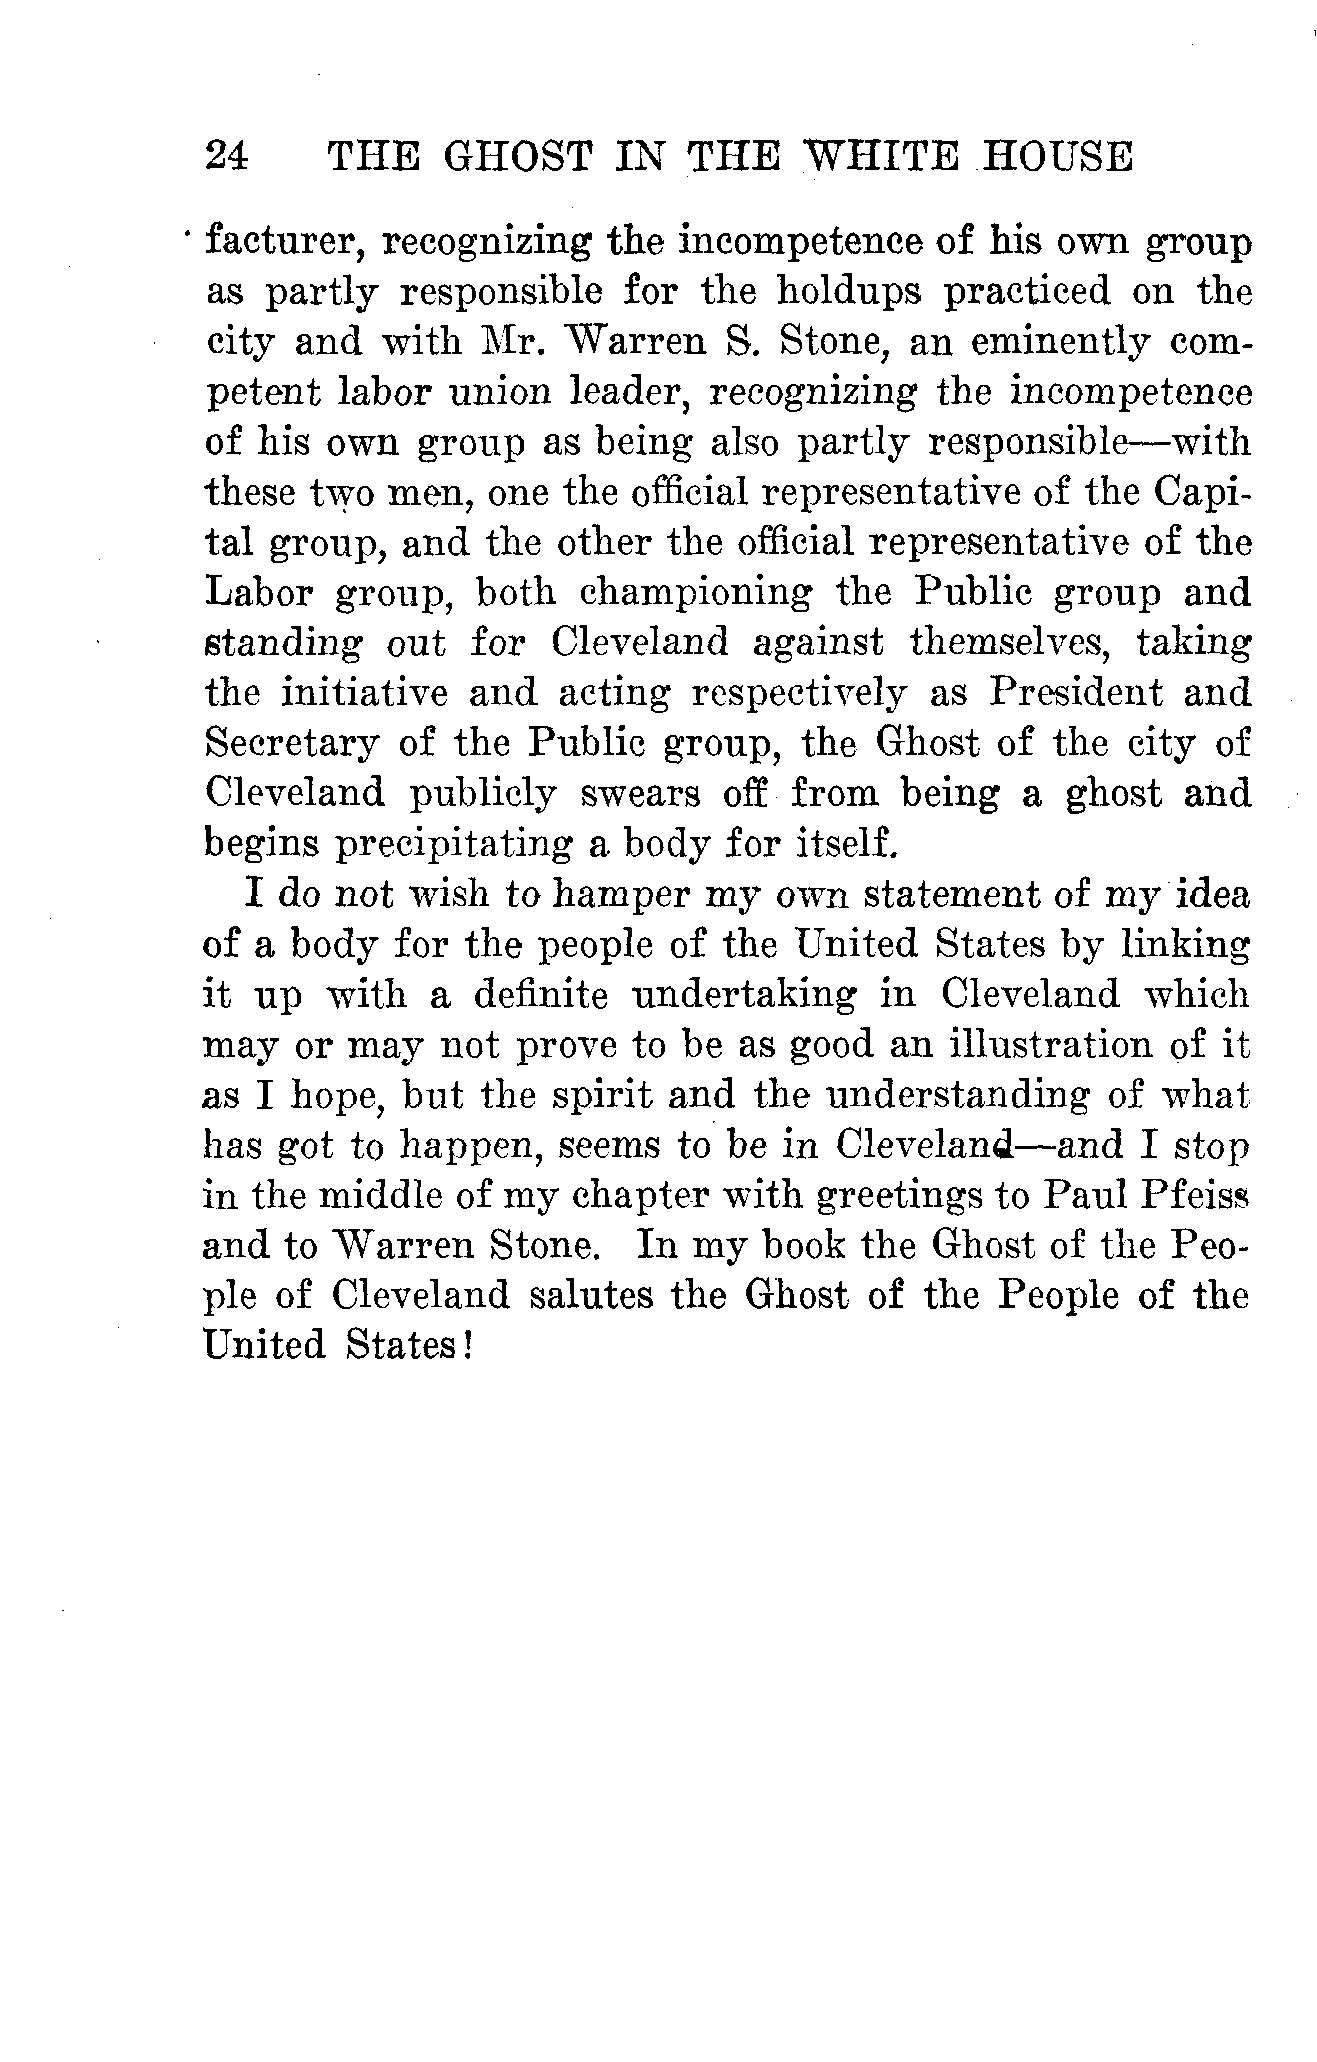 24 THE GHOST IN THE WHITE HOUSE
facturer, recognizing the incompetence of his own group
as partly responsible for the holdups practiced on the
city and with Mr. Warren S. Stone, an eminently com-
petent labor union leader, recognizing the incompetence
of his own group as being also partly responsible—with
these two men, one the official representative of the Capi-
tal group, and the other the official representative of the
Labor group, both championing the Public group and
standing out for Cleveland against themselves, taking
the initiative and acting respectively as President and
Secretary of the Public group, the Ghost of the city of
Cleveland publicly swears off from being a ghost and
begins precipitating a body for itself.
I do not wish to hamper my own statement of my idea
of a body for the people of the United States by linking
it up with a definite undertaking in Cleveland which
may or may not prove to be as good an illustration of it
as I hope, but the spirit and the understanding of what
has got to happen, seems to be in Cleveland—and I stop
in the middle of my chapter with greetings to Paul Pfeiss
and to Warren Stone. In my book the Ghost of the Peo-
ple of Cleveland salutes the Ghost of the People of the
United States!